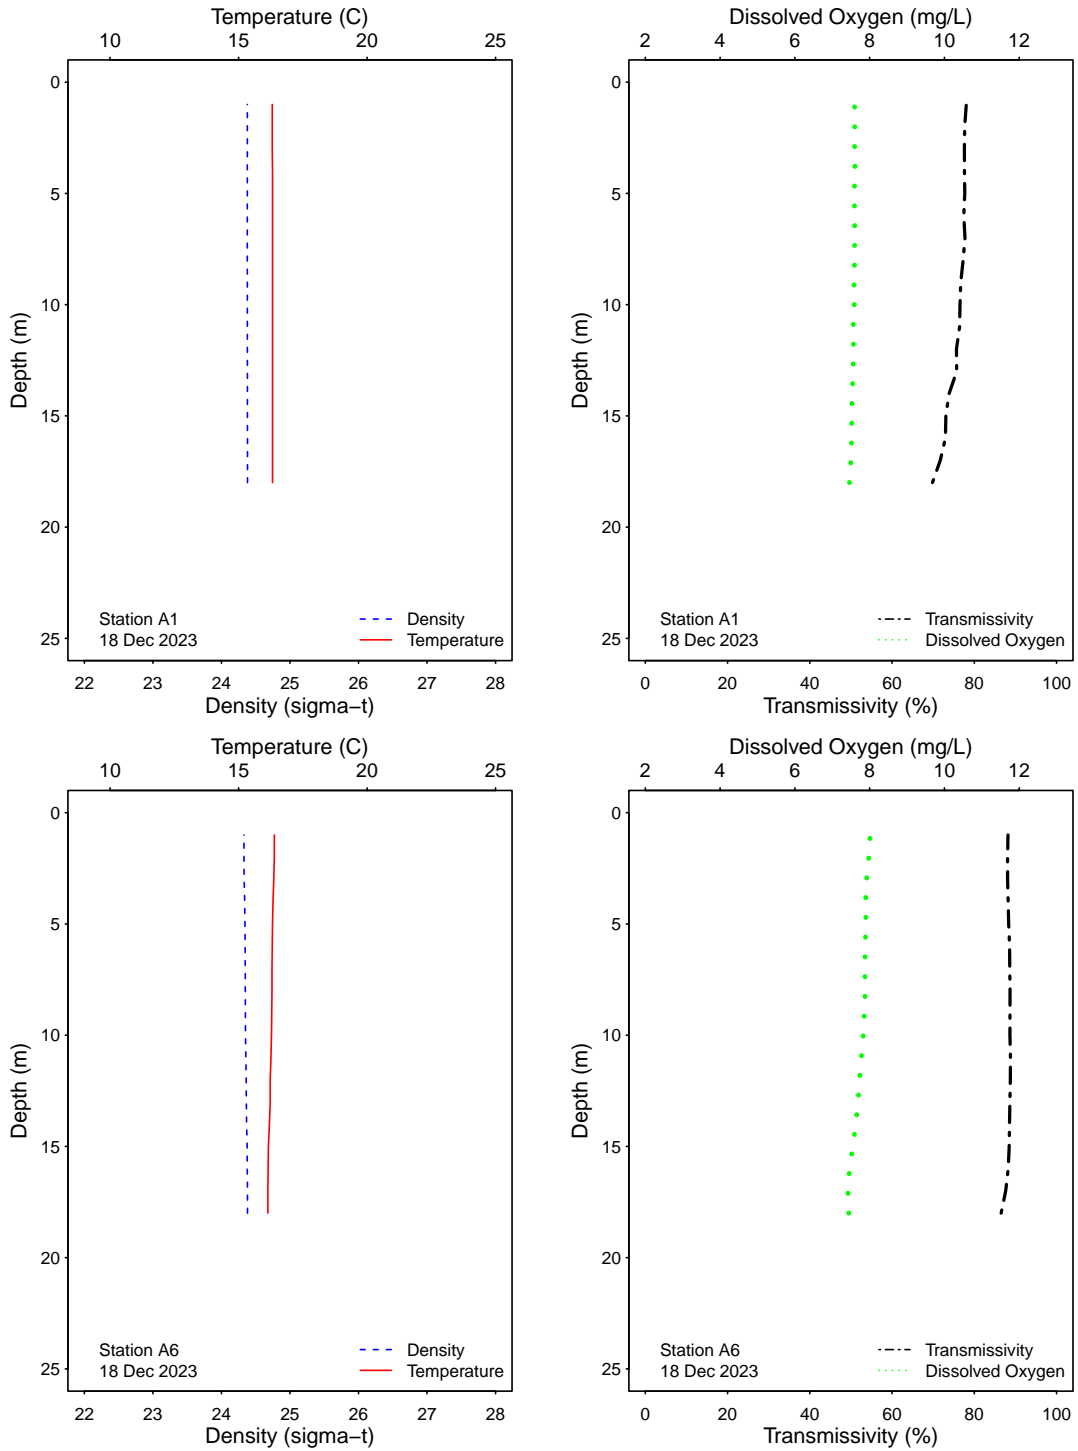 Temperature (C)
10 15 20 25
0
5
10
15
20
25
Depth (m)
Station A1
18 Dec 2023
Density
Temperature
22 23 24 25 26 27 28
Density (sigma−t)
Dissolved Oxygen (mg/L)
2 4 6 8 10 12
0
5
10
15
20
25
Depth (m)
Station A1
18 Dec 2023
Transmissivity
Dissolved Oxygen
0 20 40 60 80 100
Transmissivity (%)
Temperature (C)
10 15 20 25
0
5
10
15
20
25
Depth (m)
Station A6
18 Dec 2023
Density
Temperature
22 23 24 25 26 27 28
Density (sigma−t)
Dissolved Oxygen (mg/L)
2 4 6 8 10 12
0
5
10
15
20
25
Depth (m)
Station A6
18 Dec 2023
Transmissivity
Dissolved Oxygen
0 20 40 60 80 100
Transmissivity (%)